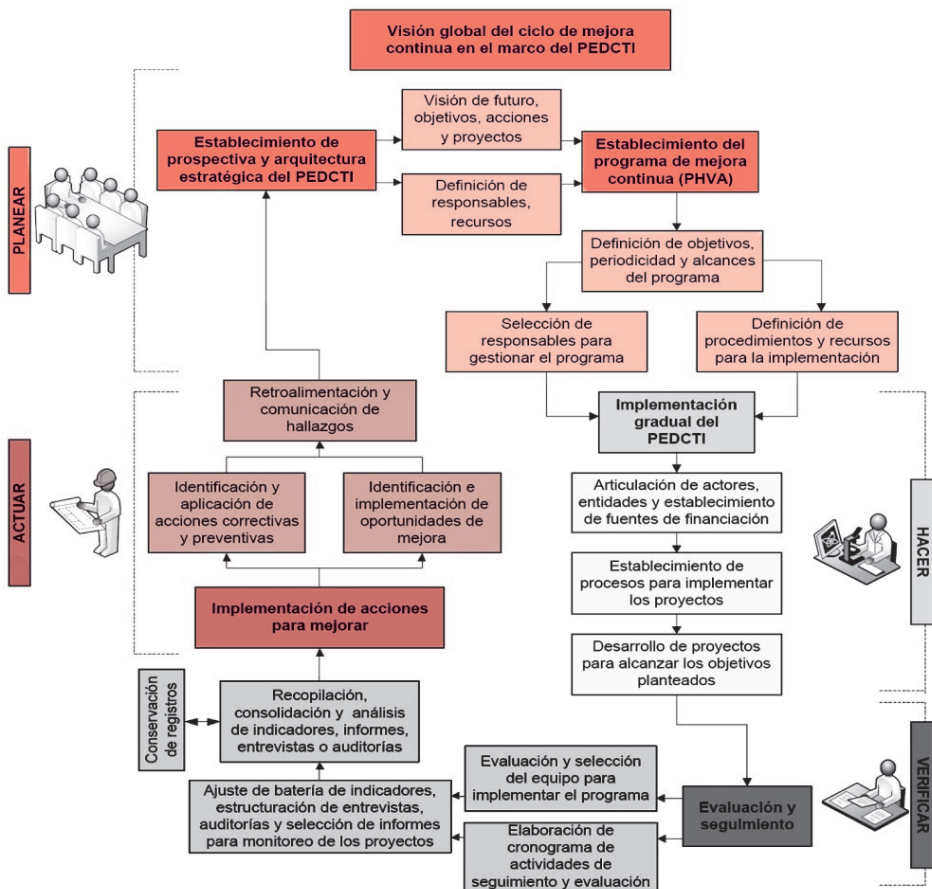 Visión global del ciclo de mejora
continua en el marco del PEDCTI
PLANEAR
Establecimiento de
prospectiva y arquitectura
estratégica del PEDCTI
Visión de futuro,
objetivos, acciones
y proyectos
Definición de
responsables,
recursos
Establecimiento del
programa de mejora
continua (PHVA)
Definición de objetivos,
periodicidad y alcances
del programa
Selección de
responsables para
gestionar el programa
Definición de
procedimientos y recursos
para la implementación
HACER
Implementación
gradual del
PEDCTI
Articulación de actores,
entidades y establecimiento
de fuentes de financiación
Establecimiento de
procesos para implementar
los proyectos
Desarrollo de proyectos
para alcanzar los objetivos
planteados
VERIFICAR
Evaluación y
seguimiento
Evaluación y selección
del equipo para
implementar el programa
Elaboración de
cronograma de
actividades de
seguimiento y evaluación
Ajuste de batería de indicadores,
estructuración de entrevistas,
auditorías y selección de informes
para monitoreo de los proyectos
Recopilación,
consolidación y análisis
de indicadores, informes,
entrevistas o auditorías
Conservación
de registros
ACTUAR
Implementación de acciones
para mejorar
Identificación y
aplicación de
acciones correctivas
y preventivas
Identificación e
implementación de
oportunidades de
mejora
Retroalimentación y
comunicación de
hallazgos